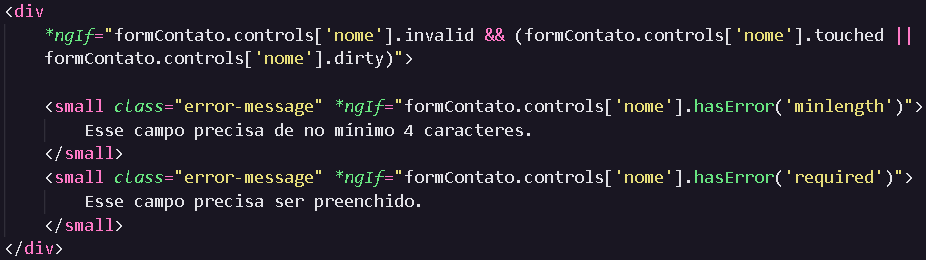 <div
*ngIf="formContato.controls['nome'].invalid && (formContato.controls['nome'].touched ||
formContato.controls['nome'].dirty)">
<small class="error-message" *ngIf="formContato.controls['nome'].hasError('minlength')">
Esse campo precisa de no mínimo 4 caracteres.
</small>
<small class="error-message" *ngIf="formContato.controls['nome'].hasError('required')">
Esse campo precisa ser preenchido.
</small>
</div>